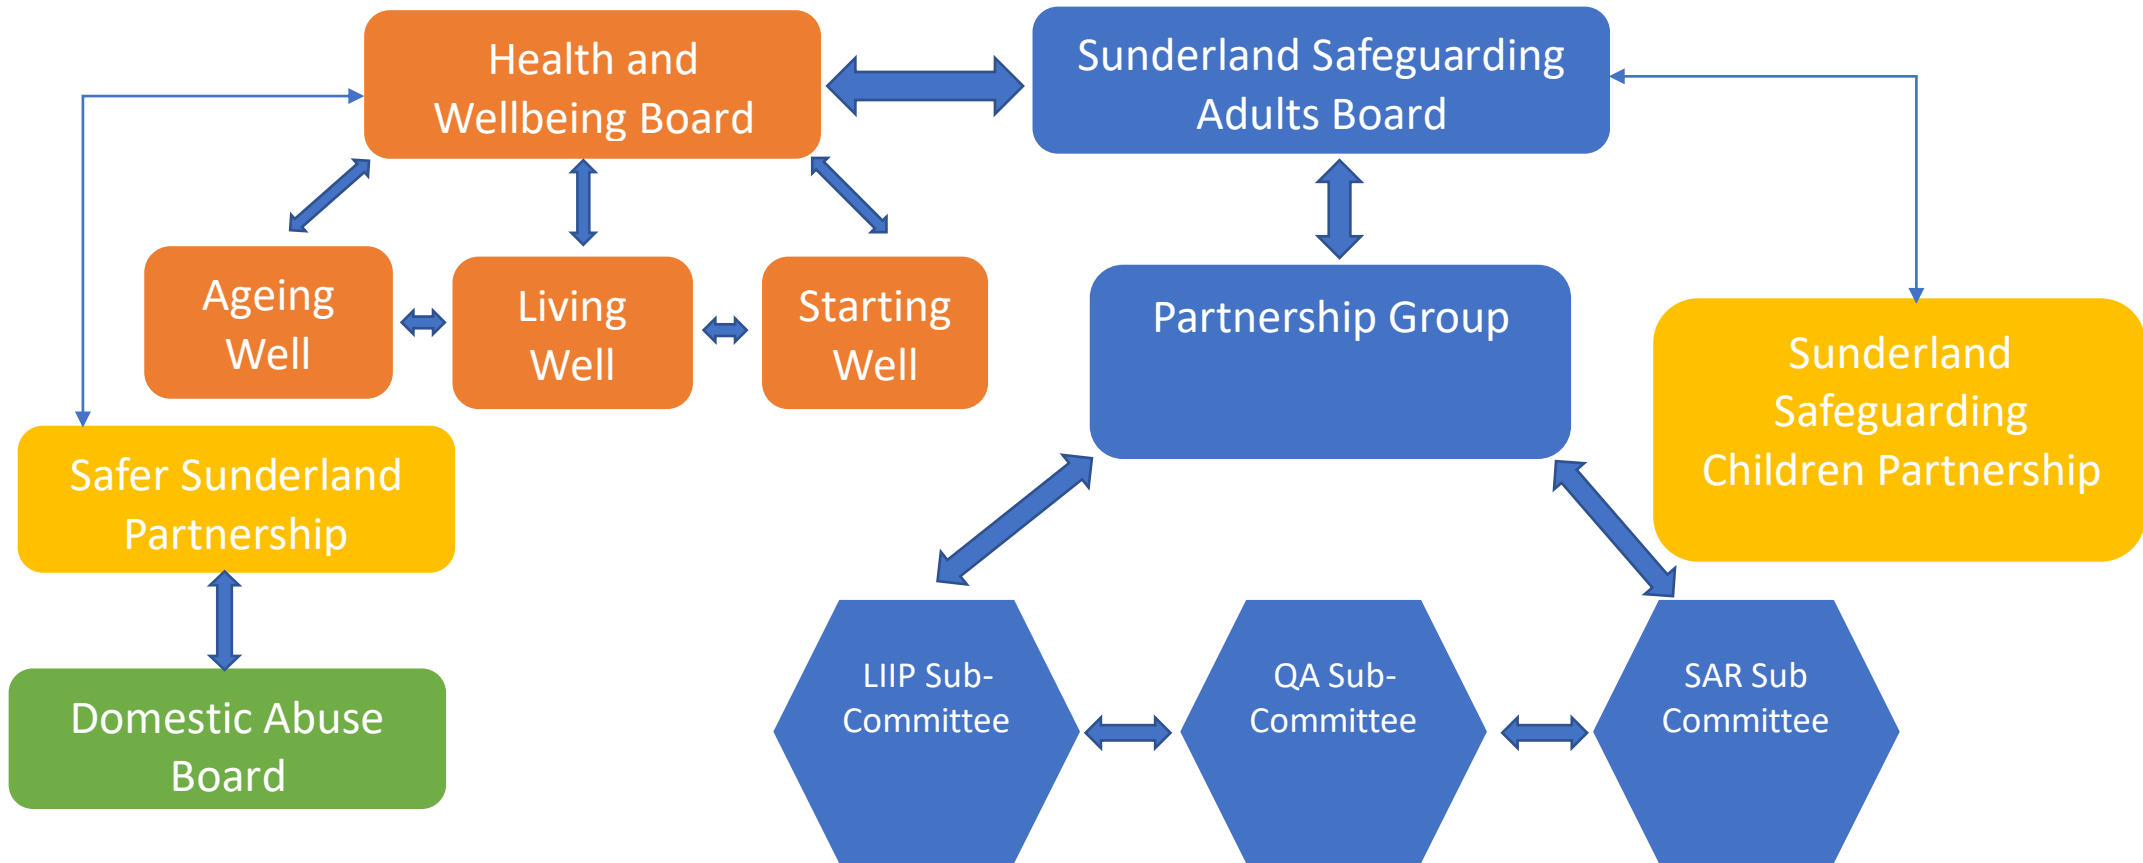 Health and
Wellbeing Board
Sunderland Safeguarding
Adults Board
Ageing
Well
Living
Well
Starting
Well
Partnership Group
Sunderland
Safeguarding
Children Partnership
Safer Sunderland
Partnership
Domestic Abuse
Board
LIIP Sub-
Committee
QA Sub-
Committee
SAR Sub
Committee